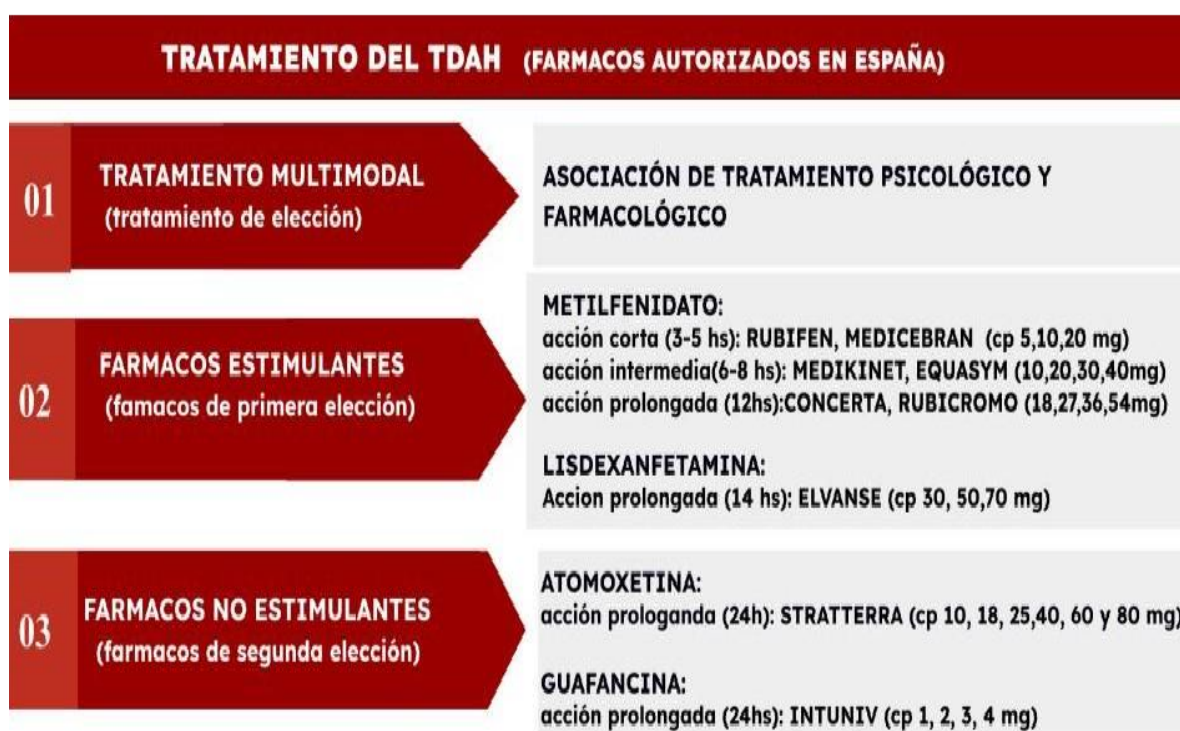 TRATAMIENTO DEL TDAH (FARMACOS AUTORIZADOS EN ESPAÑA)
01
TRATAMIENTO MULTIMODAL
(tratamiento de elección)
ASOCIACIÓN DE TRATAMIENTO PSICOLÓGICO Y
FARMACOLÓGICO
02
FARMACOS ESTIMULANTES
(famacos de primera elección)
METILFENIDATO:
acción corta (3-5 hs): RUBIFEN, MEDICEBRAN (cp 5,10,20 mg)
acción intermedia(6-8 hs): MEDIKINET, EQUASYM (10,20,30,40mg)
acción prolongada (12hs):CONCERTA, RUBICROMO (18,27,36,54mg)
LISDEXANFETAMINA:
Accion prolongada (14 hs): ELVANSE (cp 30, 50,70 mg)
03
FARMACOS NO ESTIMULANTES
(farmacos de segunda elección)
ATOMOXETINA:
acción prologanda (24h): STRATTERRA (cp 10, 18, 25,40, 60 y 80 mg)
GUAFANCINA:
acción prolongada (24hs): INTUNIV (cp 1, 2, 3, 4 mg)